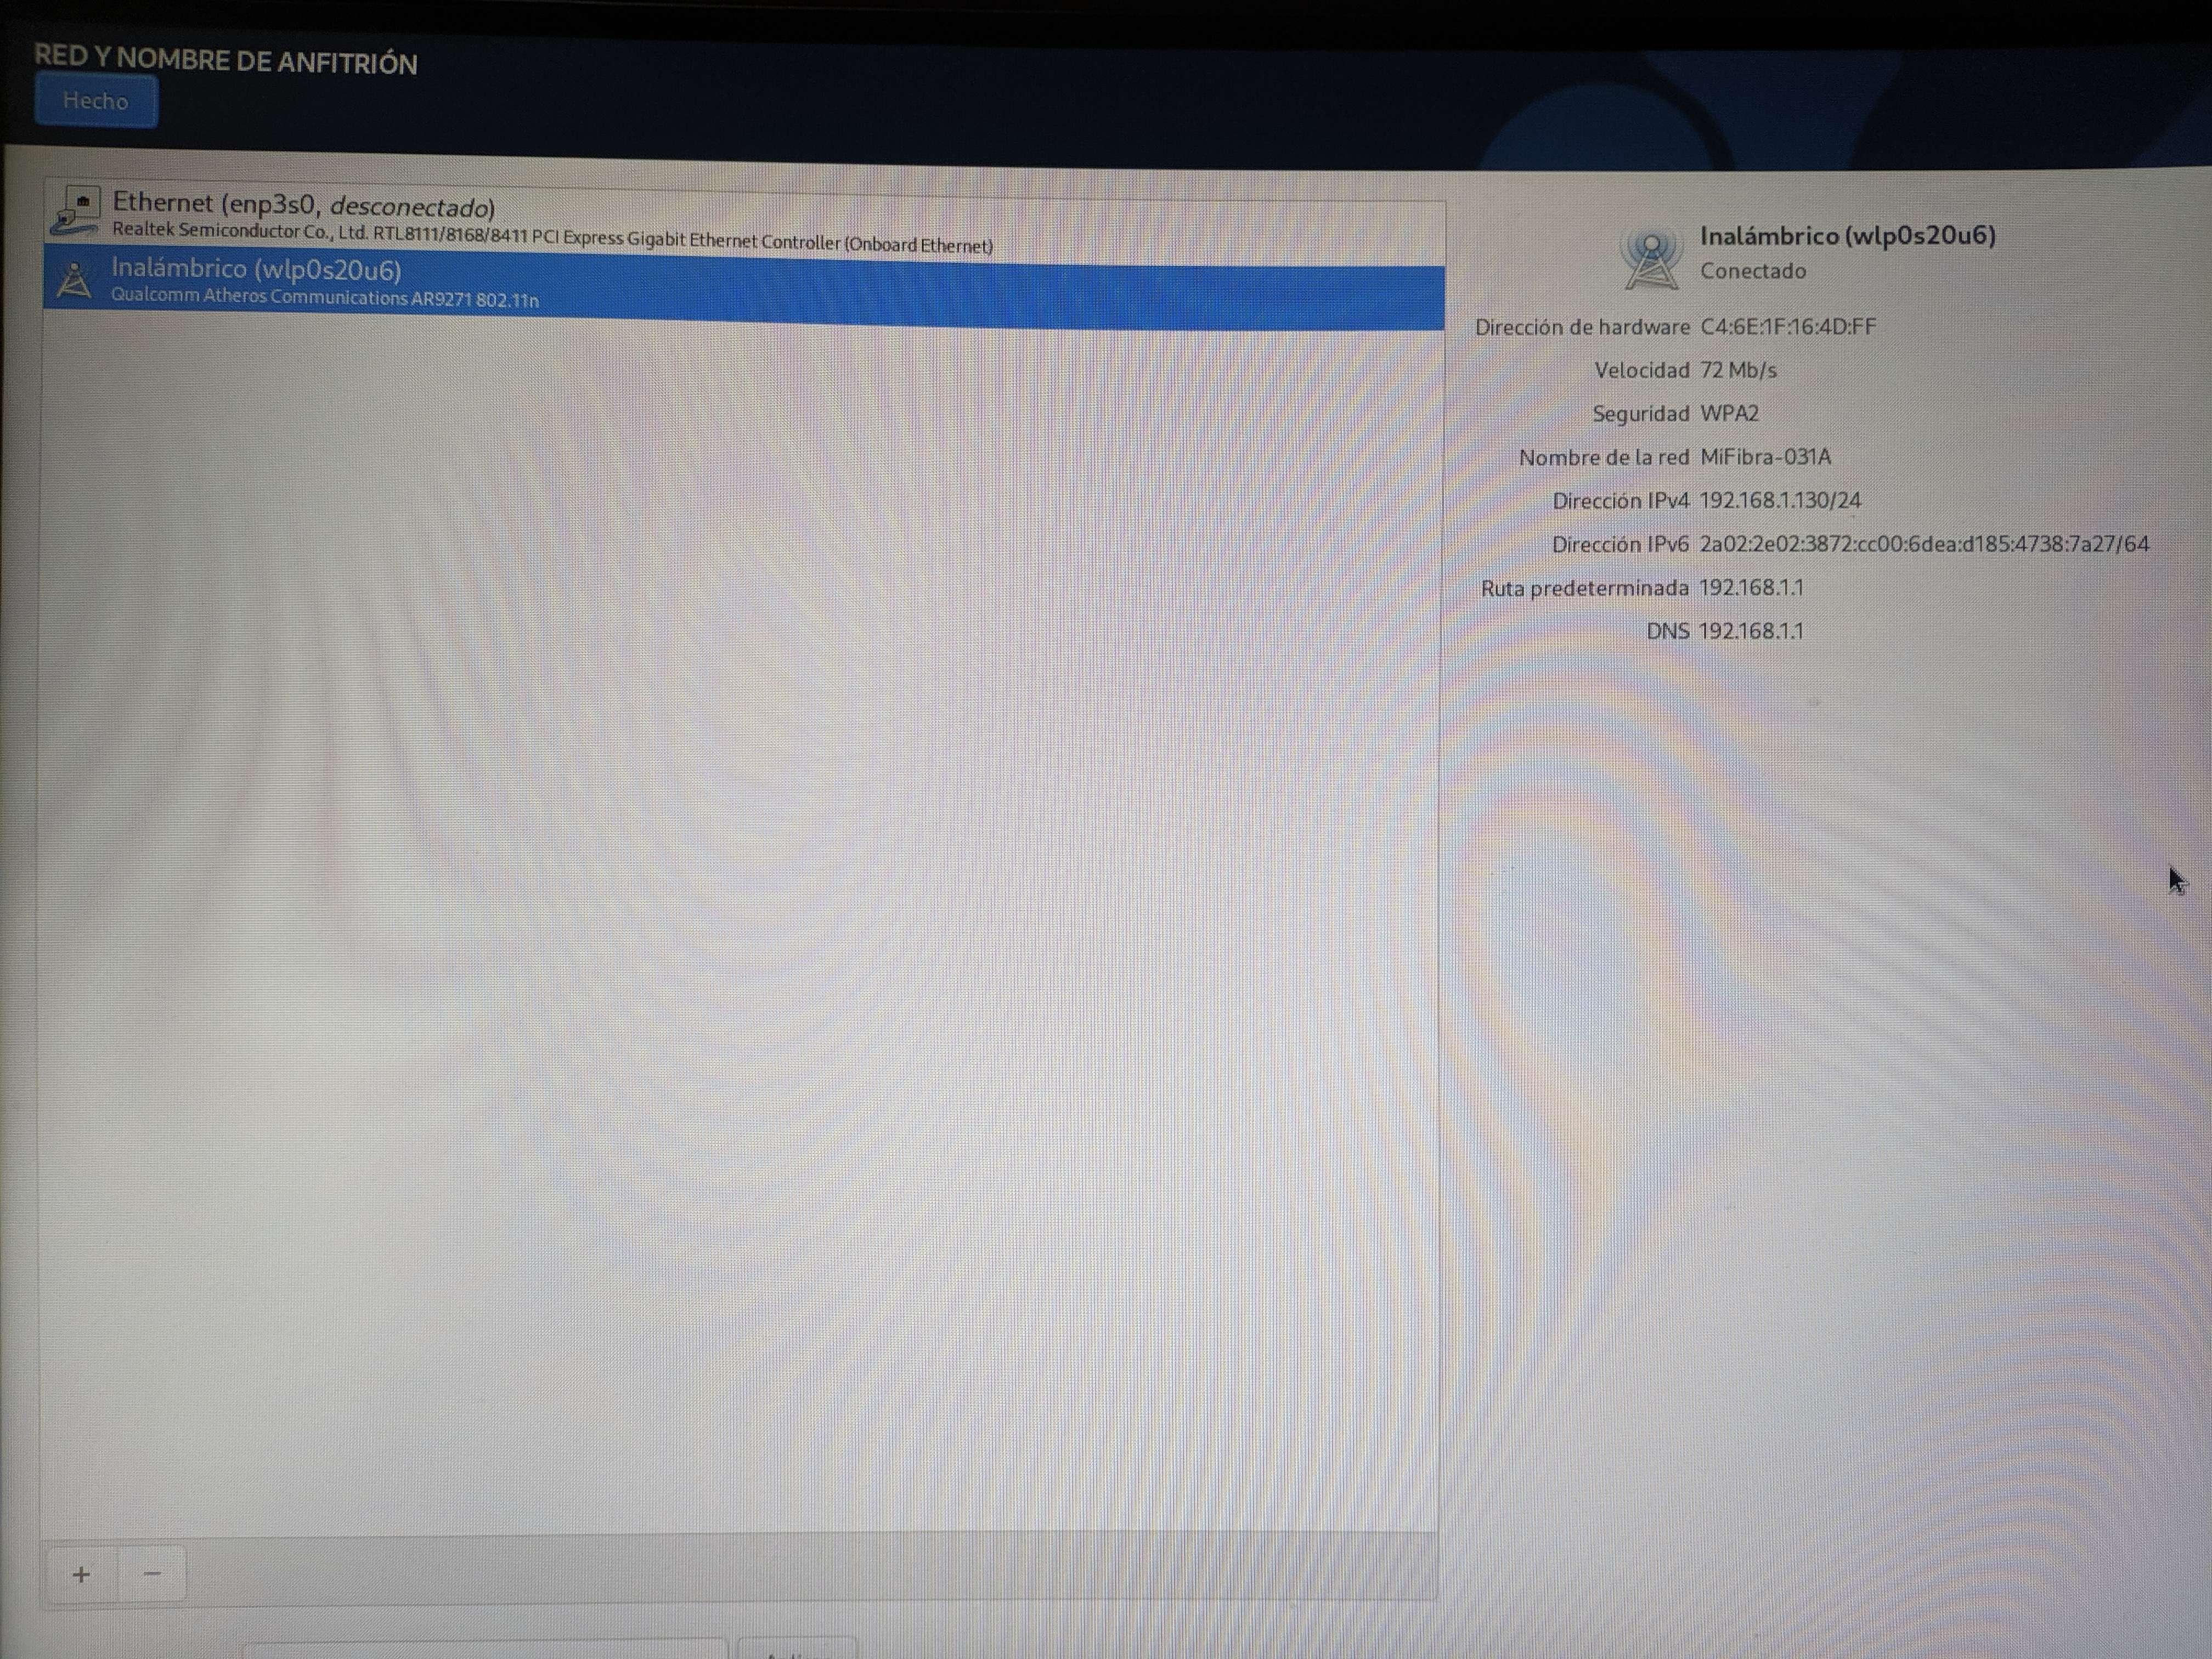 RED Y NOMBRE DE ANFITRIÓN
Hecho
Ethernet (enp3s0, desconectado)
Realtek Semiconductor Co., Ltd. RTL8111/8168/8411 PCI Express Gigabit Ethernet Controller (Onboard Ethernet)
Inalámbrico (wlp0s20u6)
Qualcomm Atheros Communications AR9271 802.11n
Inalámbrico (wlp0s20u6)
Conectado
Dirección de hardware C4:6E:1F:16:4D:FF
Velocidad 72 Mb/s
Seguridad WPA2
Nombre de la red MiFibra-031A
Dirección IPv4 192.168.1.130/24
Dirección IPv6 2a02:2e02:3872:cc00:6dea:d185:4738:7a27/64
Ruta predeterminada 192.168.1.1
DNS 192.168.1.1
+ −